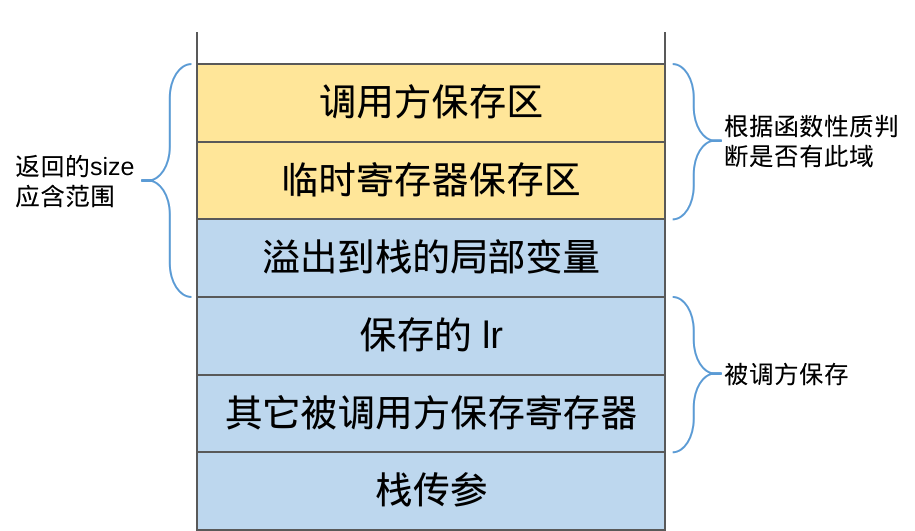 调用方保存区
临时寄存器保存区
溢出到栈的局部变量
保存的 lr
其它被调用方保存寄存器
栈传参
返回的size
应含范围
根据函数性质判
断是否有此域
被调方保存